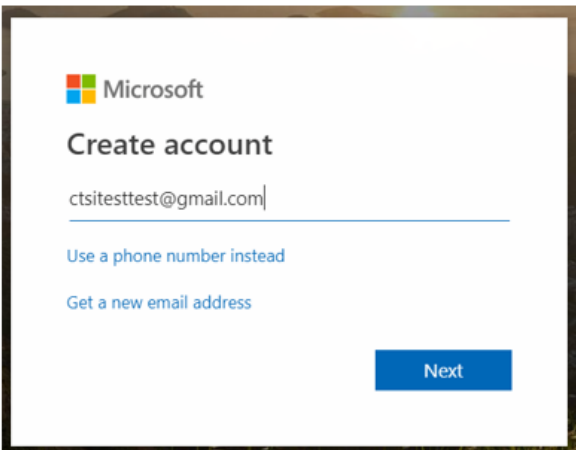 Microsoft
Create account
ctsitesttest@gmail.com
Use a phone number instead
Get a new email address
Next